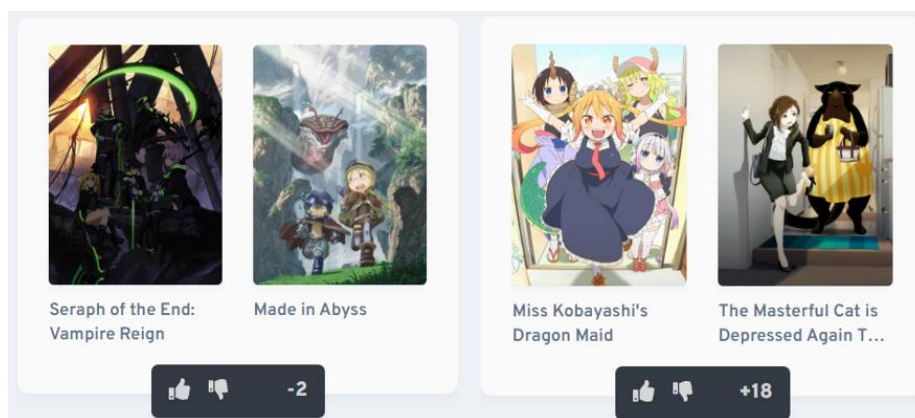 Seraph of the End:
Vampire Reign
Made in Abyss
-2
Miss Kobayashi's
Dragon Maid
The Masterful Cat is
Depressed Again T...
+18